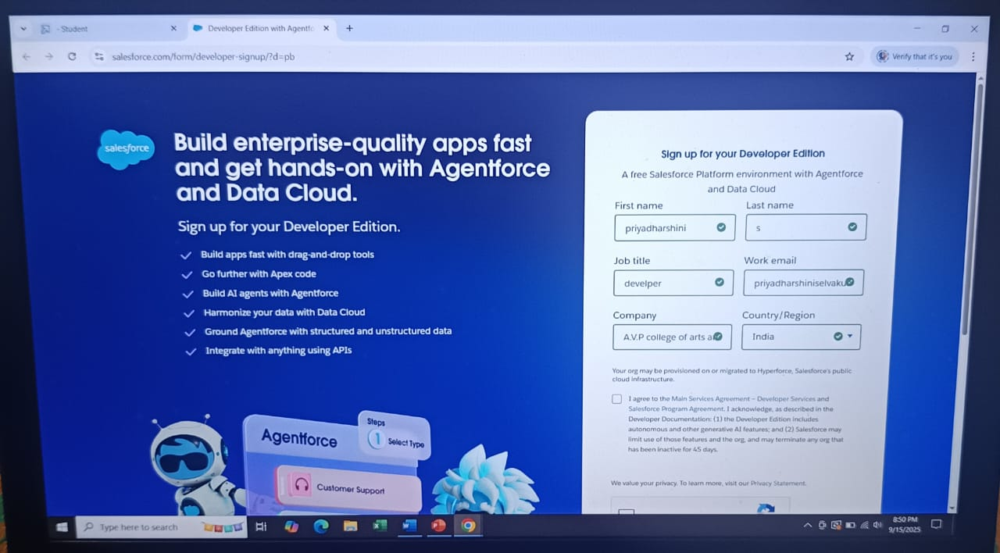 - Student
Developer Edition with Agentfo
salesforce.com/form/developer-signup/?d=pb
Verify that it's you
salesforce
Build enterprise-quality apps fast
and get hands-on with Agentforce
and Data Cloud.
Sign up for your Developer Edition.
Build apps fast with drag-and-drop tools
Go further with Apex code
Build AI agents with Agentforce
Harmonize your data with Data Cloud
Ground Agentforce with structured and unstructured data
Integrate with anything using APIs
Agentforce
Steps
1 Select Type
Customer Support
Sign up for your Developer Edition
A free Salesforce Platform environment with Agentforce
and Data Cloud
First name Last name
priyadharshini s
Job title Work email
develper priyadharshiniselvaku
Company Country/Region
A.V.P college of arts a India
Your org may be provisioned on or migrated to Hyperforce, Salesforce's public
cloud infrastructure.
I agree to the Main Services Agreement – Developer Services and
Salesforce Program Agreement. I acknowledge, as described in the
Developer Documentation: (1) the Developer Edition includes
autonomous and other generative AI features; and (2) Salesforce may
limit use of those features and the org, and may terminate any org that
has been inactive for 45 days.
We value your privacy. To learn more, visit our Privacy Statement.
Type here to search
8:50 PM
9/15/2025